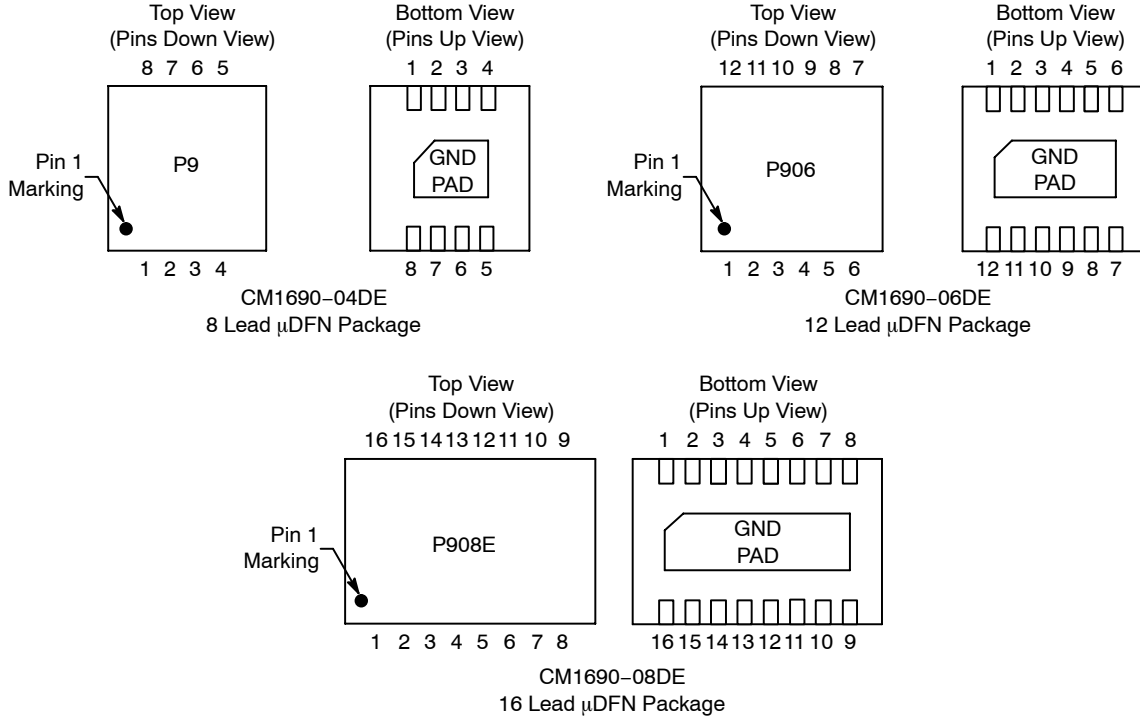 Top View
(Pins Down View)
8 7 6 5
Pin 1
Marking
P9
1 2 3 4
Bottom View
(Pins Up View)
1 2 3 4
GND
PAD
8 7 6 5
CM1690−04DE
8 Lead μDFN Package
Top View
(Pins Down View)
12 11 10 9 8 7
Pin 1
Marking
P906
1 2 3 4 5 6
Bottom View
(Pins Up View)
1 2 3 4 5 6
GND
PAD
12 11 10 9 8 7
CM1690−06DE
12 Lead μDFN Package
Top View
(Pins Down View)
16 15 14 13 12 11 10 9
Pin 1
Marking
P908E
1 2 3 4 5 6 7 8
Bottom View
(Pins Up View)
1 2 3 4 5 6 7 8
GND
PAD
16 15 14 13 12 11 10 9
CM1690−08DE
16 Lead μDFN Package